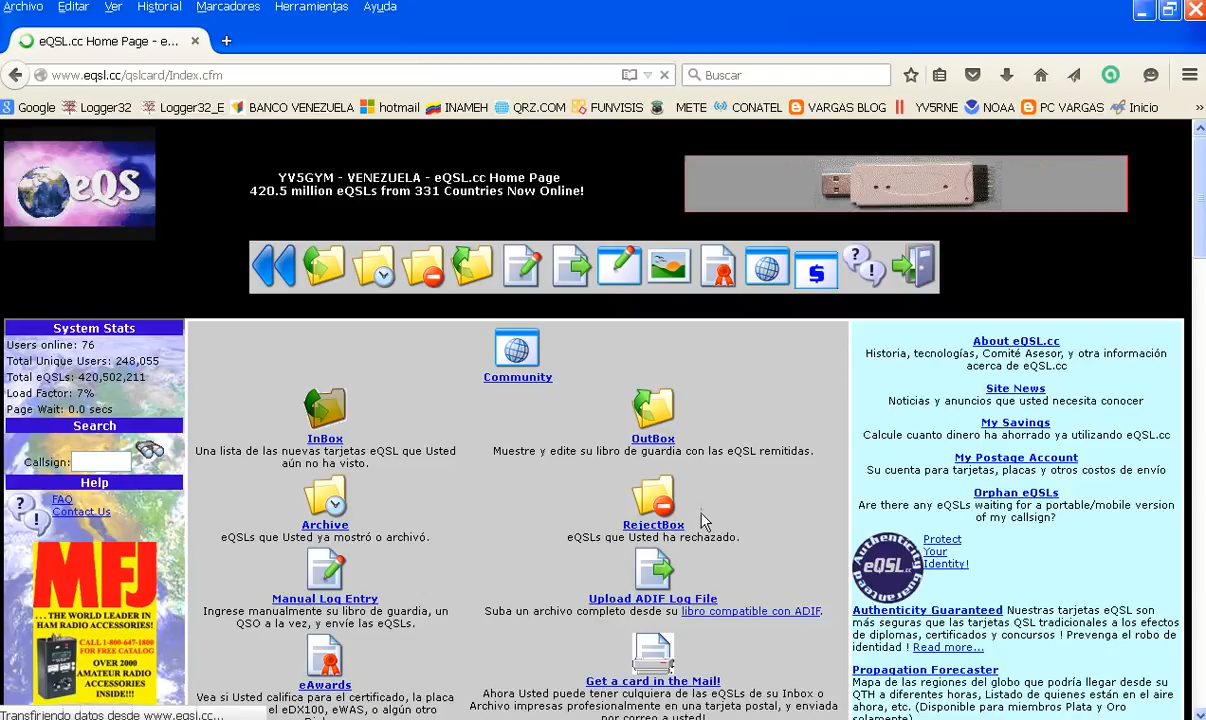 Archivo Editar Ver Historial Marcadores Herramientas Ayuda
eQSL.cc Home Page - e... × +
www.eqsl.cc/qslcard/Index.cfm
Buscar
Google Logger32 Logger32_E BANCO VENEZUELA hotmail INAMEH QRZ.COM FUNVISIS METE CONATEL VARGAS BLOG YV5RNE NOAA PC VARGAS Inicio »
eQS
YV5GYM - VENEZUELA - eQSL.cc Home Page
420.5 million eQSLs from 331 Countries Now Online!
System Stats
Users online: 76
Total Unique Users: 248,055
Total eQSLs: 420,502,211
Load Factor: 7%
Page Wait: 0.0 secs
Search
Callsign:
Help
FAQ
Contact Us
MFJ
THE WORLD LEADER IN
HAM RADIO ACCESSORIES!
CALL 1-800-647-1800
FOR FREE CATALOG
OVER 2000
AMATEUR RADIO
ACCESSORIES
INSIDE!
Community
InBox
Una lista de las nuevas tarjetas eQSL que Usted
aún no ha visto.
OutBox
Muestre y edite su libro de guardia con las eQSL remitidas.
Archive
eQSLs que Usted ya mostró o archivó.
RejectBox
eQSLs que Usted ha rechazado.
Manual Log Entry
Ingrese manualmente su libro de guardia, un
QSO a la vez, y envíe las eQSLs.
Upload ADIF Log File
Suba un archivo completo desde su libro compatible con ADIF.
eAwards
Vea si Usted califica para el certificado, la placa
el eDX100, eWAS, o algún otro
Get a card in the Mail!
Ahora Usted puede tener culquiera de las eQSLs de su Inbox o
Archivo impresas profesionalmente en una tarjeta postal, y enviada
por correo a usted!
About eQSL.cc
Historia, tecnologías, Comité Asesor, y otra información
acerca de eQSL.cc
Site News
Noticias y anuncios que usted necesita conocer
My Savings
Calcule cuanto dinero ha ahorrado ya utilizando eQSL.cc
My Postage Account
Su cuenta para tarjetas, placas y otros costos de envío
Orphan eQSLs
Are there any eQSLs waiting for a portable/mobile version
of my callsign?
eQSL.cc
Protect
Your
Identity!
Authenticity Guaranteed Nuestras tarjetas eQSL son
más seguras que las tarjetas QSL tradicionales a los efectos
de diplomas, certificados y concursos ! Prevenga el robo de
identidad ! Read more...
Propagation Forecaster
Mapa de las regiones del globo que podría llegar desde su
QTH a diferentes horas, Listado de quienes están en el aire
ahora, etc. (Disponible para miembros Plata y Oro
solamente)
Transfiriendo datos desde www.eqsl.cc...